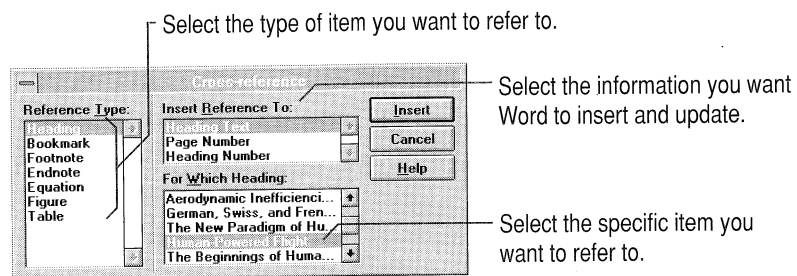 Select the type of item you want to refer to.
Cross-reference
Reference Type:
Heading
Bookmark
Footnote
Endnote
Equation
Figure
Table
Insert Reference To:
Heading Text
Page Number
Heading Number
For Which Heading:
Aerodynamic Inefficienci...
German, Swiss, and Fren...
The New Paradigm of Hu...
Human-Powered Flight
The Beginnings of Huma...
Insert
Cancel
Help
Select the information you want
Word to insert and update.
Select the specific item you
want to refer to.